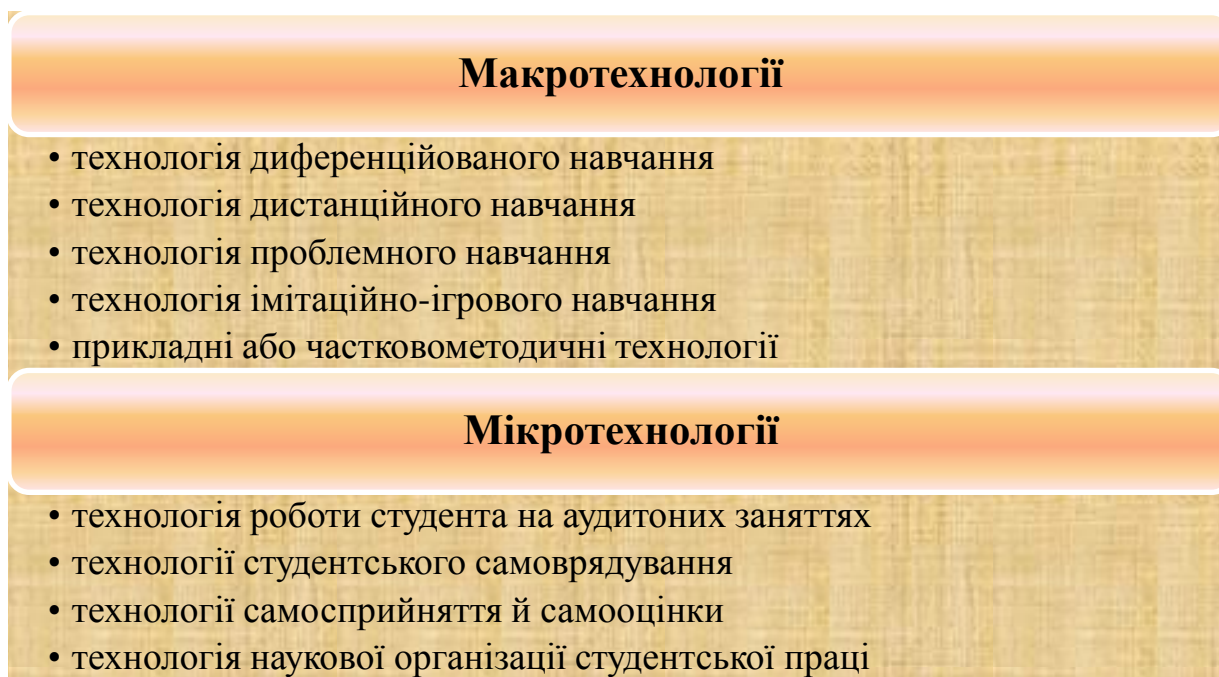 Макротехнології
• технологія диференційованого навчання
• технологія дистанційного навчання
• технологія проблемного навчання
• технологія імітаційно-ігрового навчання
• прикладні або частковометодичні технології
Мікротехнології
• технологія роботи студента на аудитоних заняттях
• технології студентського самоврядування
• технології самосприйняття й самооцінки
• технологія наукової організації студентської праці